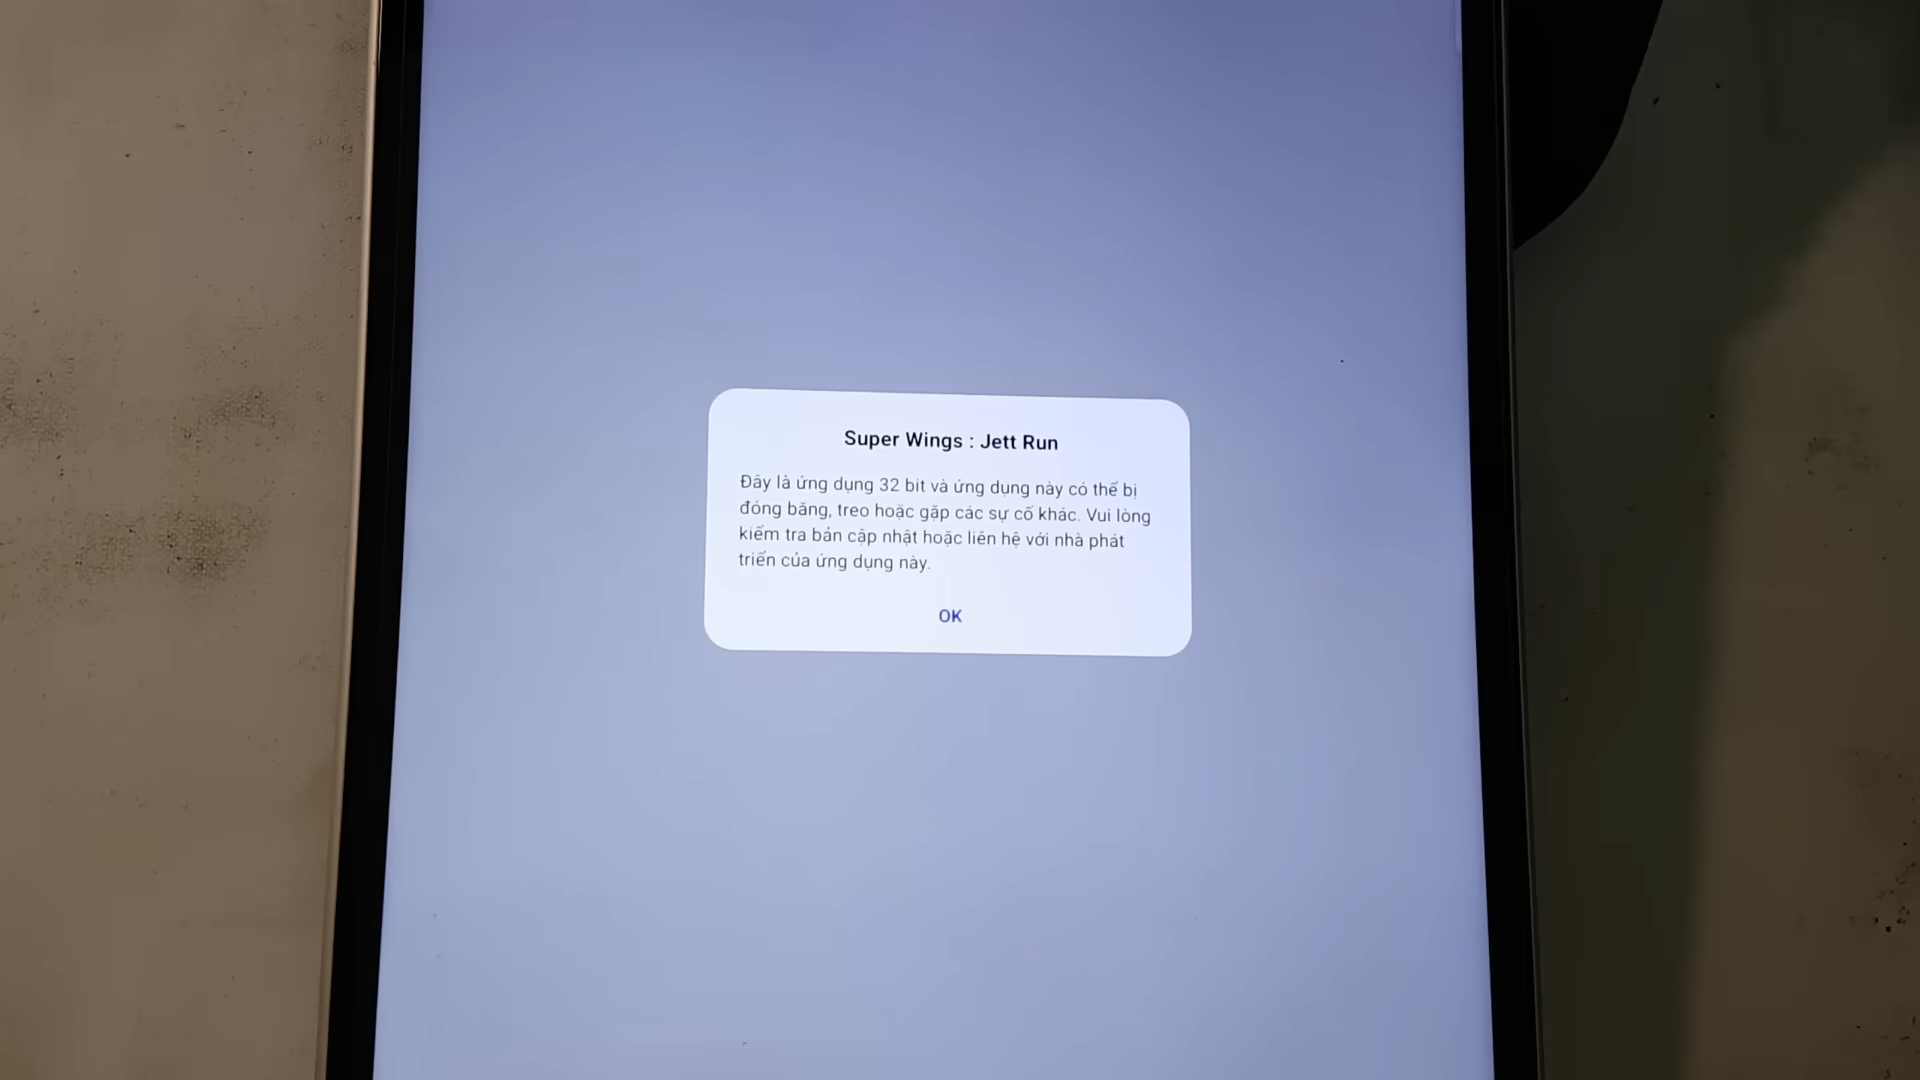 Super Wings : Jett Run
Đây là ứng dụng 32 bit và ứng dụng này có thể bị
đóng băng, treo hoặc gặp các sự cố khác. Vui lòng
kiểm tra bản cập nhật hoặc liên hệ với nhà phát
triển của ứng dụng này.
OK